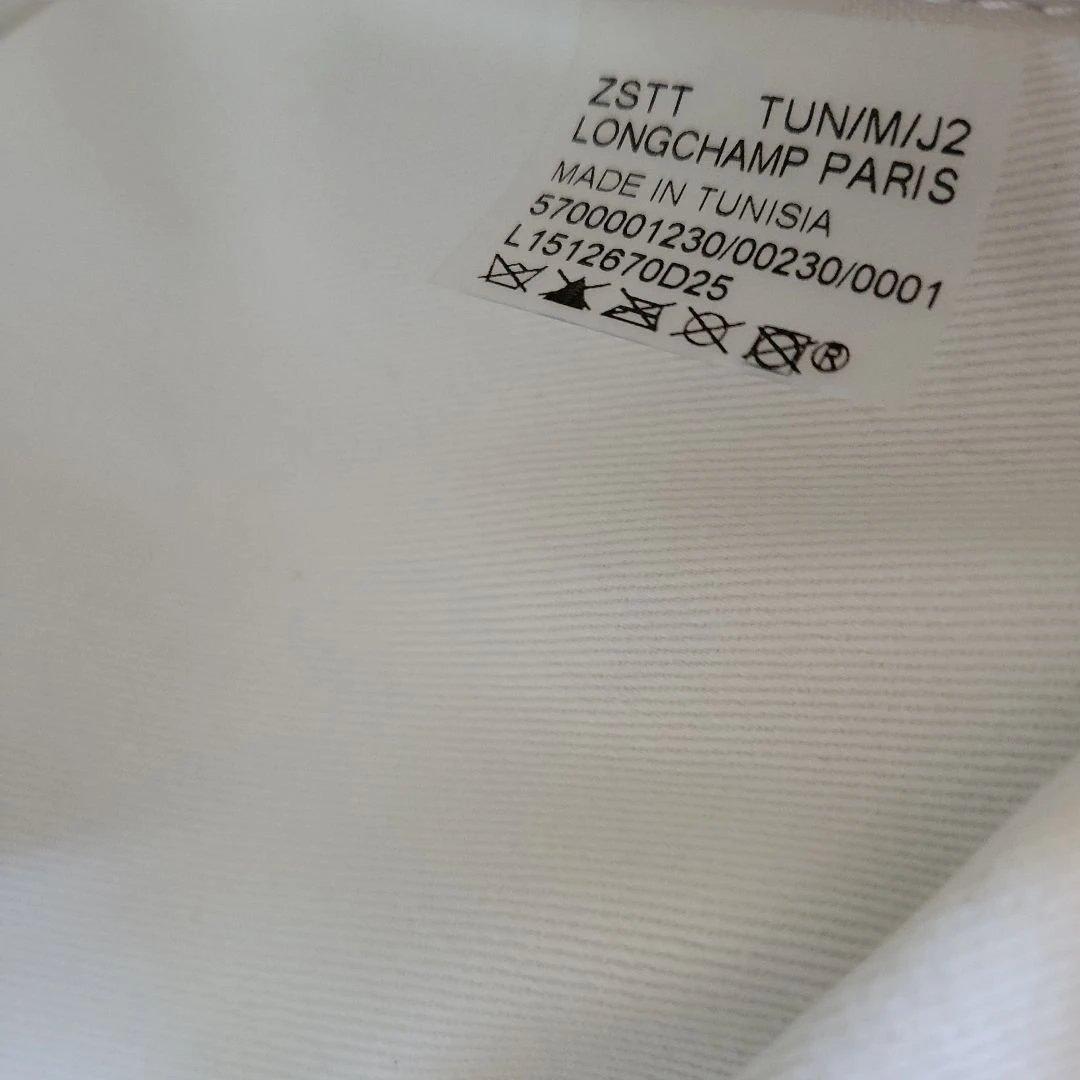 ZSTT TUN/M/J2
LONGCHAMP PARIS
MADE IN TUNISIA
5700001230/00230/0001
L1512670D25
®